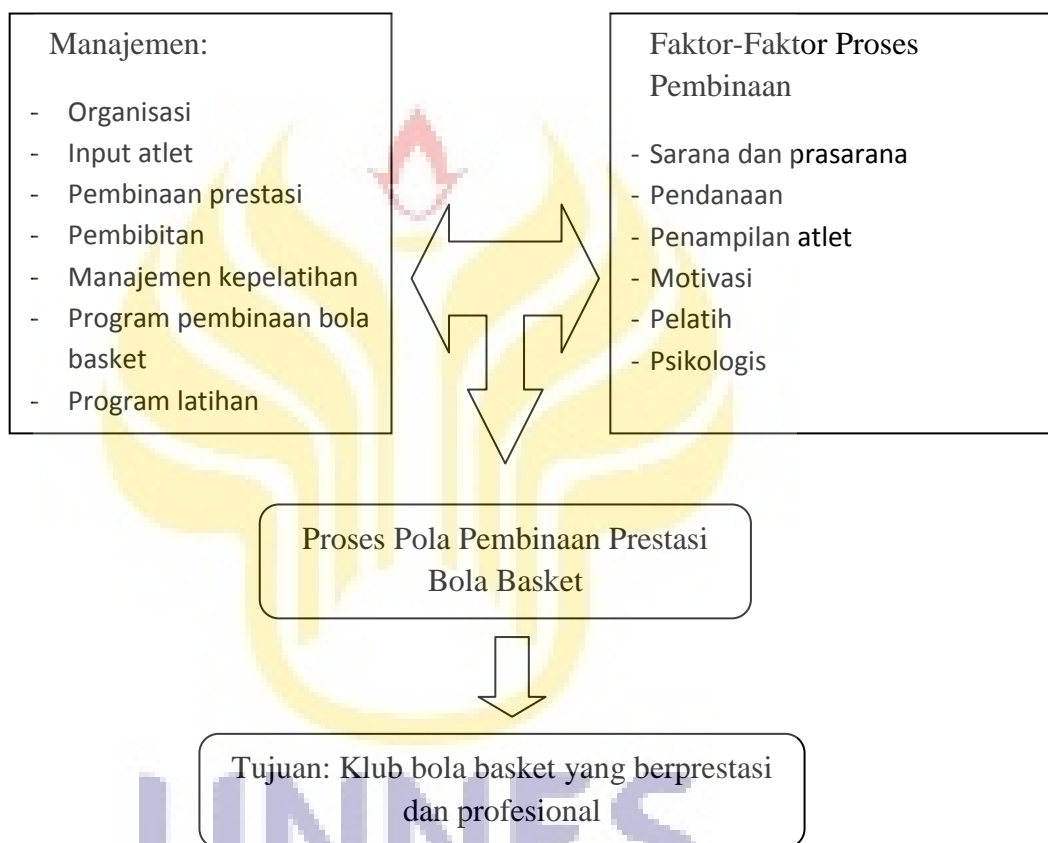 Manajemen:
- Organisasi
- Input atlet
- Pembinaan prestasi
- Pembibitan
- Manajemen kepelatihan
- Program pembinaan bola
basket
- Program latihan
Faktor-Faktor Proses
Pembinaan
- Sarana dan prasarana
- Pendanaan
- Penampilan atlet
- Motivasi
- Pelatih
- Psikologis
Proses Pola Pembinaan Prestasi
Bola Basket
Tujuan: Klub bola basket yang berprestasi
dan profesional
UNNES